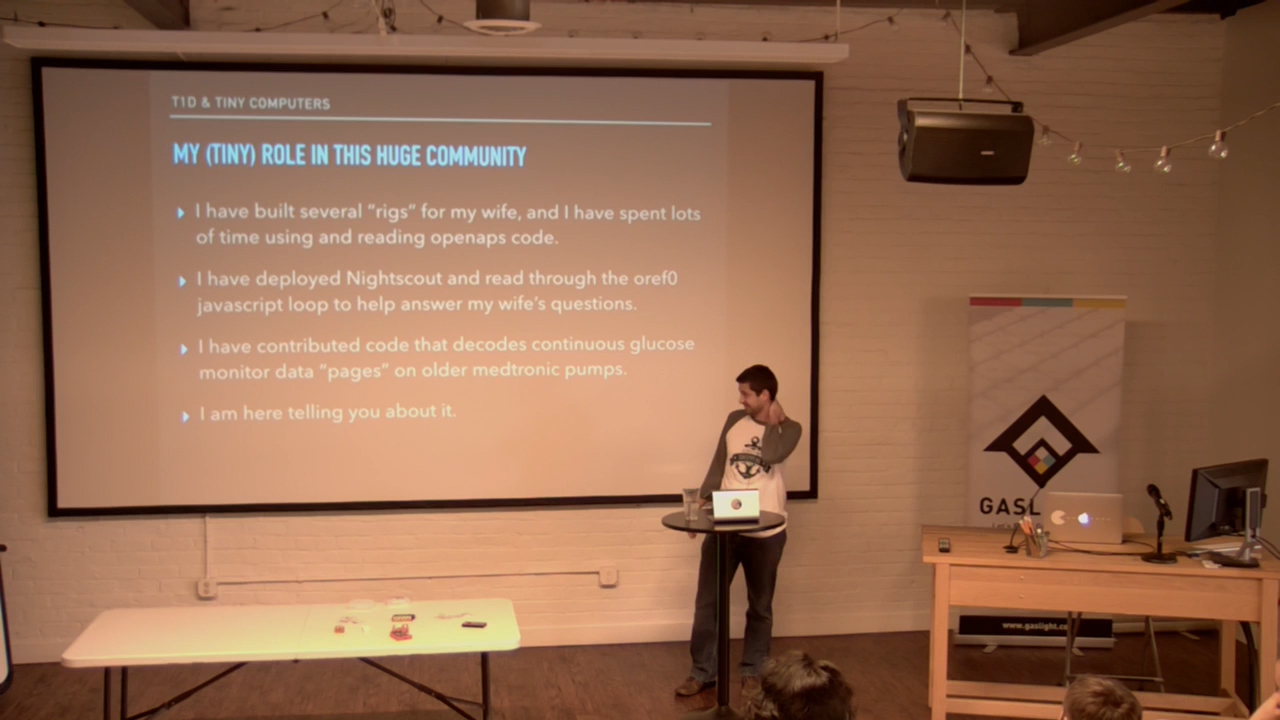 T1D & TINY COMPUTERS
MY (TINY) ROLE IN THIS HUGE COMMUNITY
I have built several “rigs” for my wife, and I have spent lots
of time using and reading openaps code.
I have deployed Nightscout and read through the oref0
javascript loop to help answer my wife’s questions.
I have contributed code that decodes continuous glucose
monitor data “pages” on older medtronic pumps.
I am here telling you about it.
GASL
www.gaslight.co